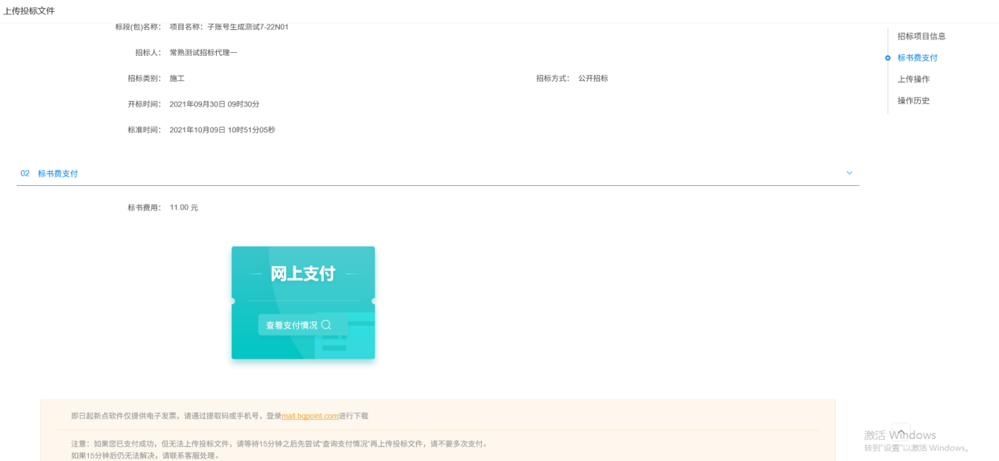 上传投标文件
标段(包)名称: 项目名称：子账号生成测试7-22N01
招标人: 常熟测试招标代理一
招标类别: 施工 招标方式: 公开招标
开标时间: 2021年09月30日 09时30分
标准时间: 2021年10月09日 10时51分05秒
招标项目信息
标书费支付
上传操作
操作历史
02 标书费支付
标书费用: 11.00 元
网上支付
查看支付情况
即日起新点软件仅提供电子发票，请通过提取码或手机号，登录mall.bqpoint.com进行下载
注意：如果您已支付成功，但无法上传投标文件，请等待15分钟之后先尝试“查询支付情况”再上传投标文件，请不要多次支付。
如果15分钟后仍无法解决，请联系客服处理。
激活 Windows
转到“设置”以激活 Windows。